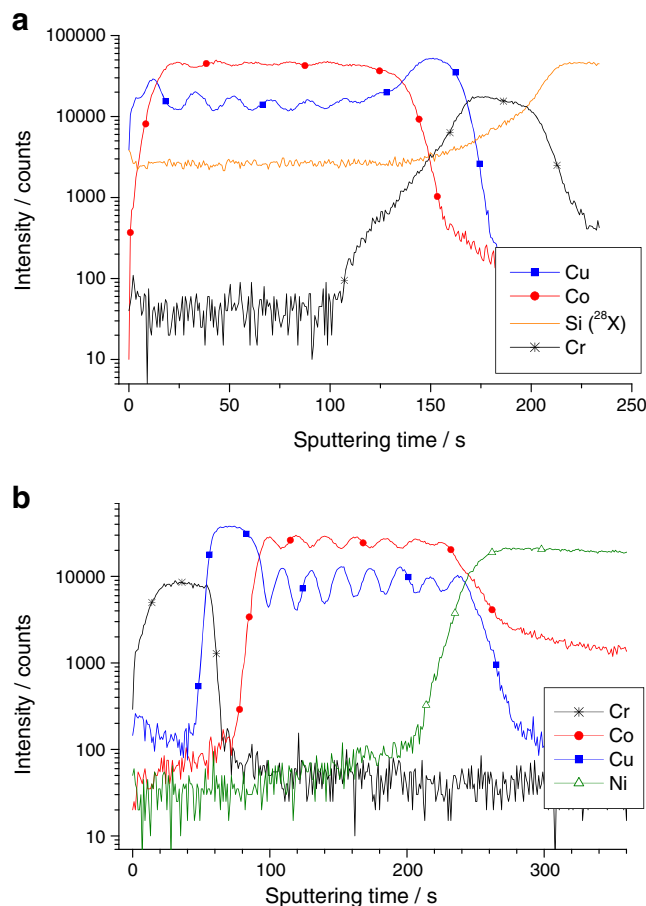 a
100000
10000
1000
100
10
Intensity / counts
Cu
Co
Si (²⁸X)
Cr
0
50
100
150
200
250
Sputtering time / s
b
10000
1000
100
10
Intensity / counts
Cr
Co
Cu
Ni
0
100
200
300
Sputtering time / s